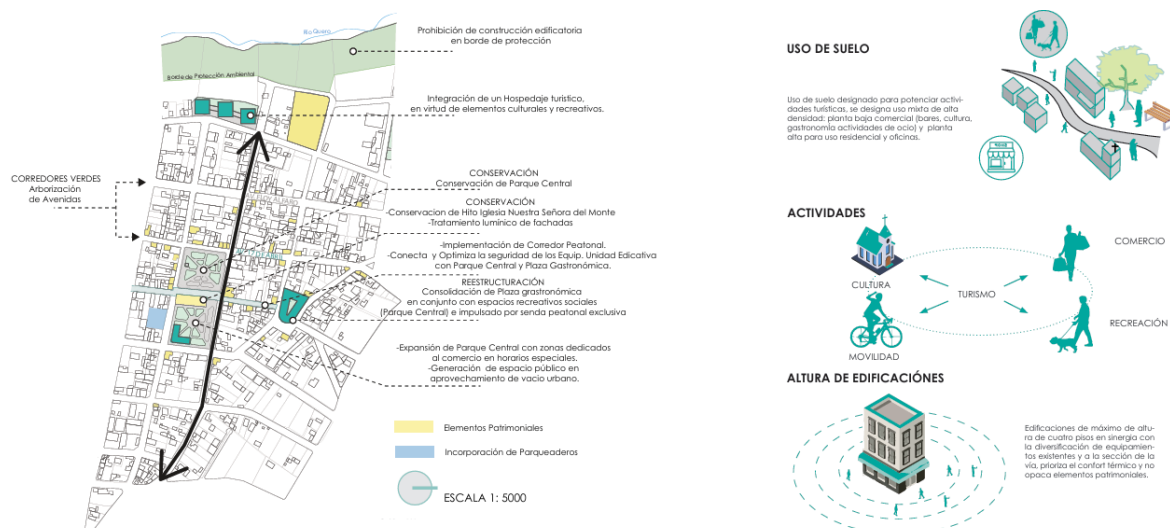 Río Quero
Borde de Protección Ambiental
Prohibición de construcción edificatoria
en borde de protección
Integración de un Hospedaje turístico,
en virtud de elementos culturales y recreativos.
CORREDORES VERDES
Arborización
de Avenidas
CONSERVACIÓN
Conservación de Parque Central
CONSERVACIÓN
-Conservacion de Hito Iglesia Nuestra Señora del Monte
-Tratamiento lumínico de fachadas
-Implementación de Corredor Peatonal.
-Conecta y Optimiza la seguridad de los Equip. Unidad Edicativa
con Parque Central y Plaza Gastronómica.
REESTRUCTURACIÓN
Consolidación de Plaza gastronómica
en conjunto con espacios recreativos sociales
(Parque Central) e impulsado por senda peatonal exclusiva
-Expansión de Parque Central con zonas dedicados
al comercio en horarios especiales.
-Generación de espacio público en
aprovechamiento de vacio urbano.
Elementos Patrimoniales
Incorporación de Parqueaderos
ESCALA 1: 5000
USO DE SUELO
Uso de suelo designado para potenciar activi-
dades turísticas, se designa uso mixta de alta
densidad: planta baja comercial (bares, cultura,
gastronomía actividades de ocio) y planta
alta para uso residencial y oficinas.
ACTIVIDADES
CULTURA
COMERCIO
TURISMO
MOVILIDAD
RECREACIÓN
ALTURA DE EDIFICACIÓNES
Edificaciones de máximo de altu-
ra de cuatro pisos en sinergia con
la diversificación de equipamien-
tos existentes y a la sección de la
vía, prioriza el confort térmico y no
opaca elementos patrimoniales.